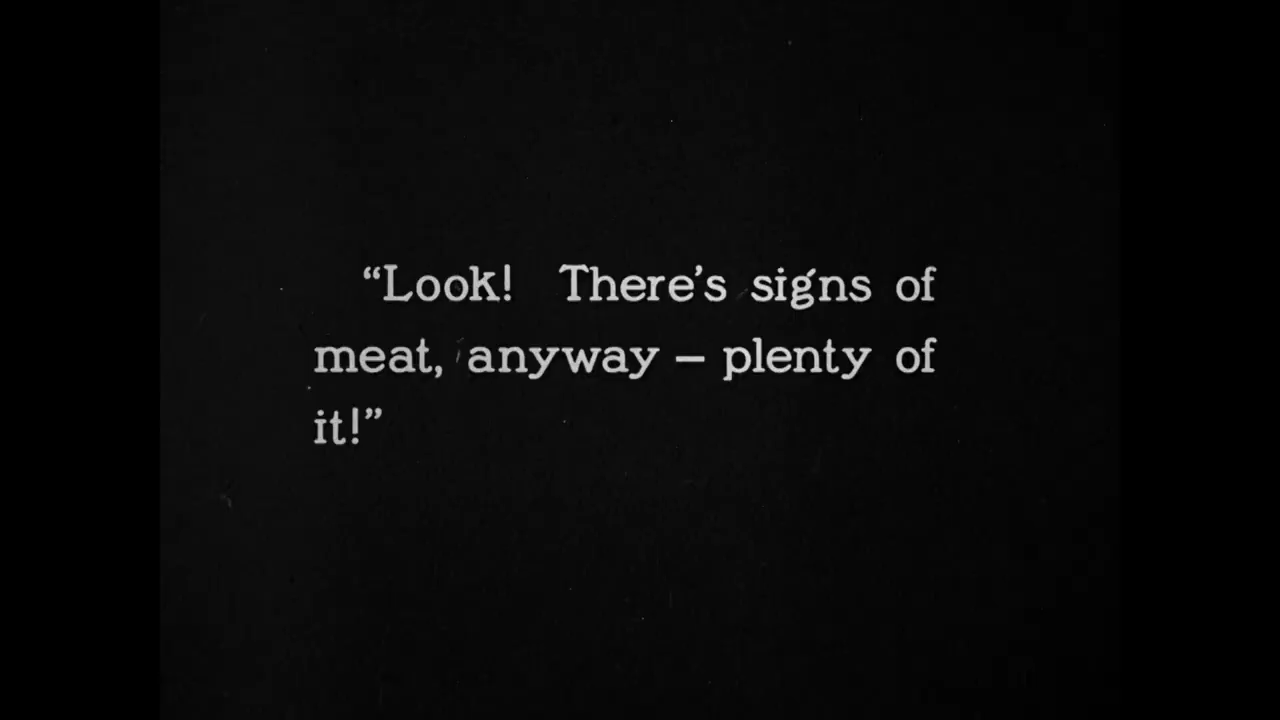 “Look! There’s signs of
meat, anyway – plenty of
it!”